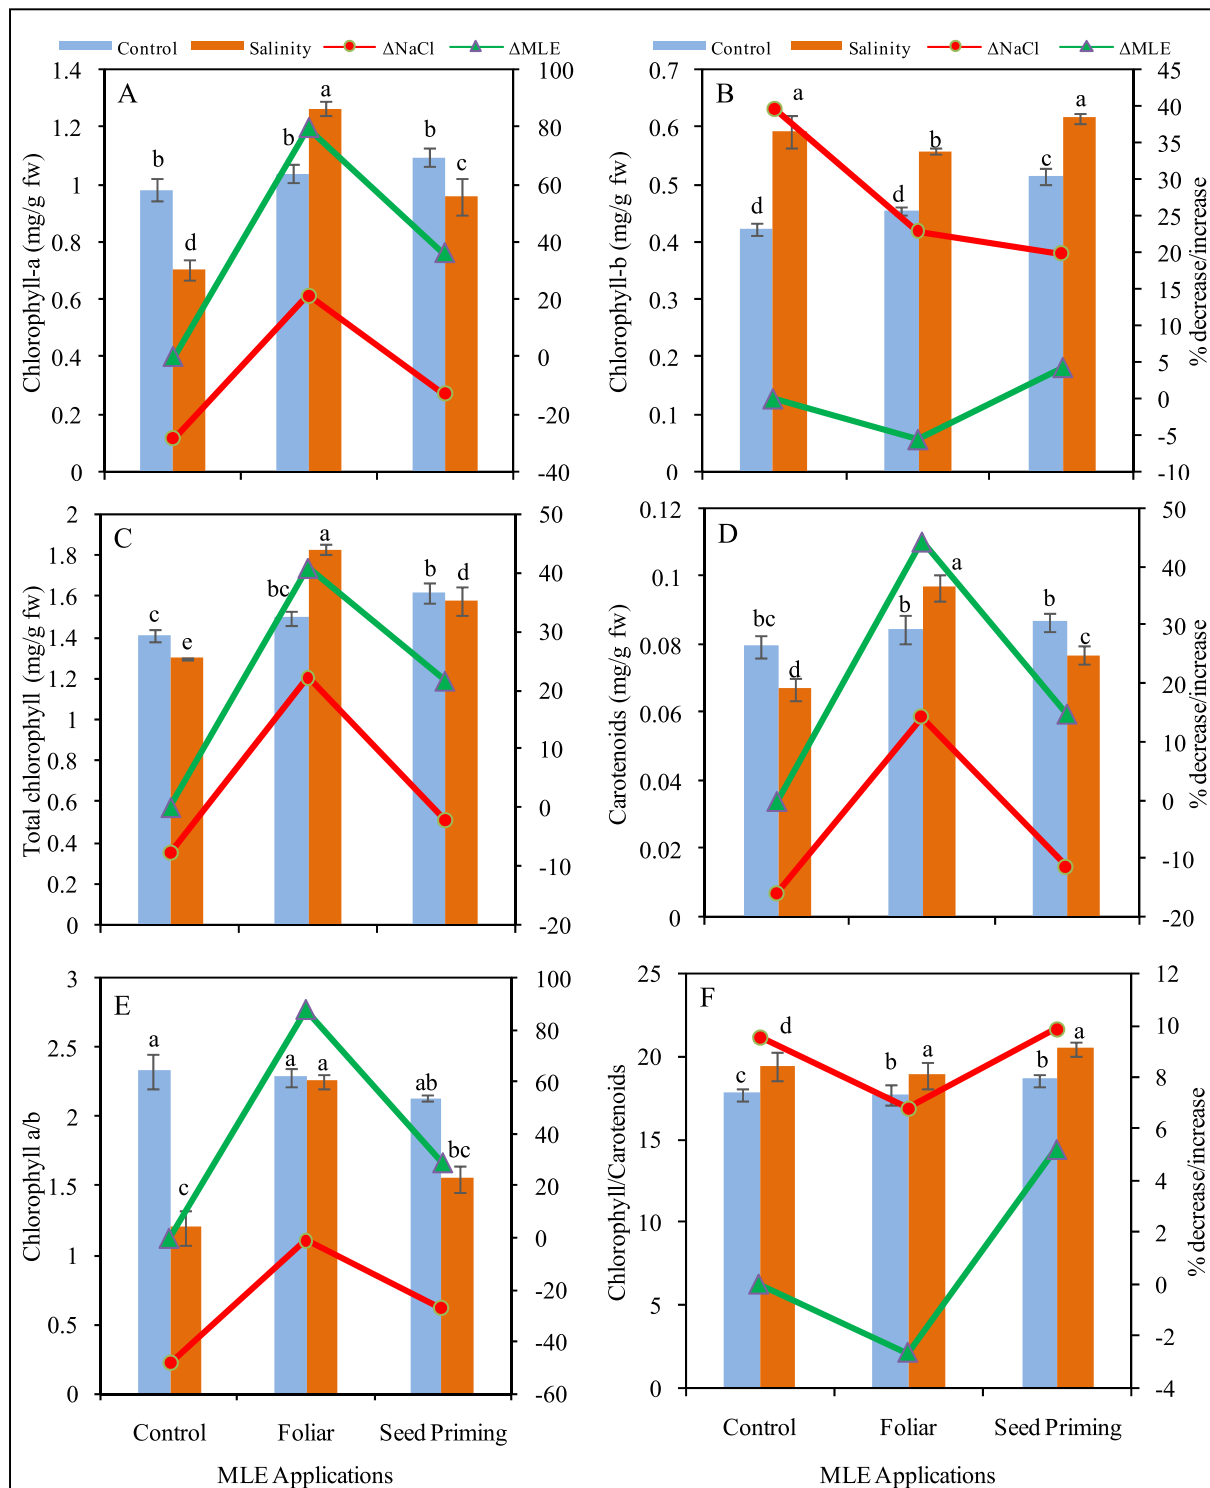 Control Salinity ΔNaCl ΔMLE
Control Salinity ΔNaCl ΔMLE
A
Chlorophyll-a (mg/g fw)
1.4
1.2
1
0.8
0.6
0.4
0.2
0
b
d
b
a
b
c
100
80
60
40
20
0
-20
-40
B
Chlorophyll-b (mg/g fw)
0.7
0.6
0.5
0.4
0.3
0.2
0.1
0
d
a
d
b
c
a
45
40
35
30
25
20
15
10
5
0
-5
-10
% decrease/increase
C
Total chlorophyll (mg/g fw)
2
1.8
1.6
1.4
1.2
1
0.8
0.6
0.4
0.2
0
c
e
bc
a
b
d
50
40
30
20
10
0
-10
-20
D
Carotenoids (mg/g fw)
0.12
0.1
0.08
0.06
0.04
0.02
0
bc
d
b
a
b
c
50
40
30
20
10
0
-10
-20
% decrease/increase
E
Chlorophyll a/b
3
2.5
2
1.5
1
0.5
0
a
c
a
a
ab
bc
100
80
60
40
20
0
-20
-40
-60
Control Foliar Seed Priming
MLE Applications
F
Chlorophyll/Carotenoids
25
20
15
10
5
0
c
d
b
a
b
a
12
10
8
6
4
2
0
-2
-4
% decrease/increase
Control Foliar Seed Priming
MLE Applications